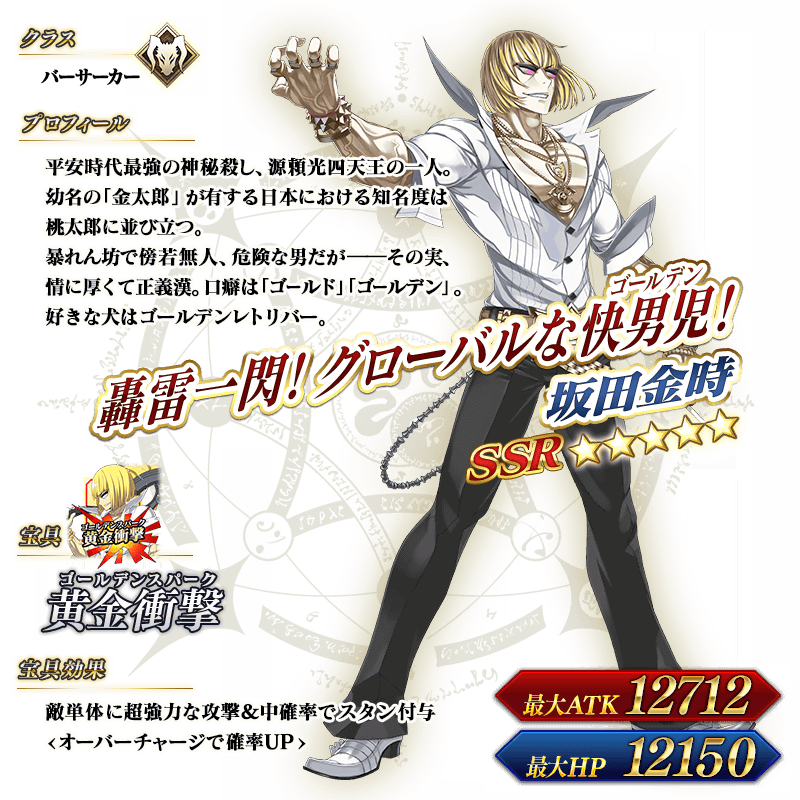 クラス
バーサーカー
プロフィール
平安時代最強の神秘殺し、源頼光四天王の一人。
幼名の「金太郎」が有する日本における知名度は
桃太郎に並び立つ。
暴れん坊で傍若無人、危険な男だが──その実、
情に厚くて正義漢。口癖は「ゴールド」「ゴールデン」。
好きな犬はゴールデンレトリバー。
ゴールデン
轟雷一閃!グローバルな快男児!
坂田金時
SSR ★★★★★
ゴールデンスパーク
黄金衝撃
宝具
ゴールデンスパーク
黄金衝撃
宝具効果
敵単体に超強力な攻撃&中確率でスタン付与
<オーバーチャージで確率UP>
最大ATK 12712
最大HP 12150